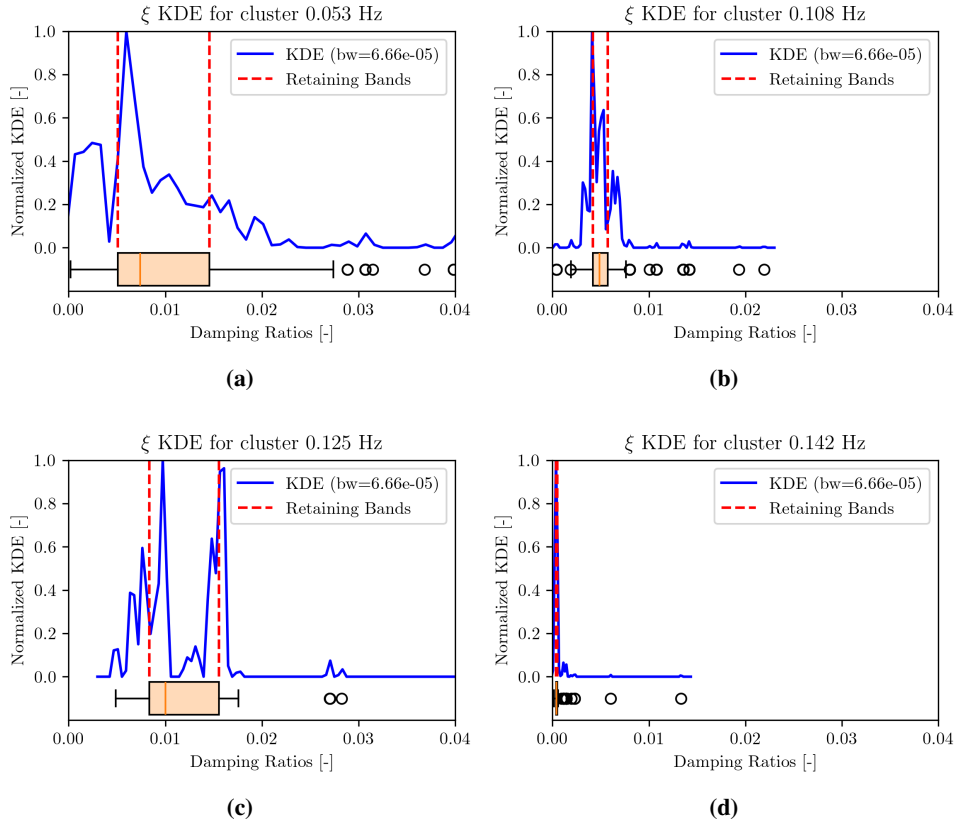 ξ KDE for cluster 0.053 Hz
1.0
0.8
0.6
0.4
0.2
0.0
Normalized KDE [-]
KDE (bw=6.66e-05)
Retaining Bands
0.00 0.01 0.02 0.03 0.04
Damping Ratios [-]
(a)
ξ KDE for cluster 0.108 Hz
1.0
0.8
0.6
0.4
0.2
0.0
Normalized KDE [-]
KDE (bw=6.66e-05)
Retaining Bands
0.00 0.01 0.02 0.03 0.04
Damping Ratios [-]
(b)
ξ KDE for cluster 0.125 Hz
1.0
0.8
0.6
0.4
0.2
0.0
Normalized KDE [-]
KDE (bw=6.66e-05)
Retaining Bands
0.00 0.01 0.02 0.03 0.04
Damping Ratios [-]
(c)
ξ KDE for cluster 0.142 Hz
1.0
0.8
0.6
0.4
0.2
0.0
Normalized KDE [-]
KDE (bw=6.66e-05)
Retaining Bands
0.00 0.01 0.02 0.03 0.04
Damping Ratios [-]
(d)